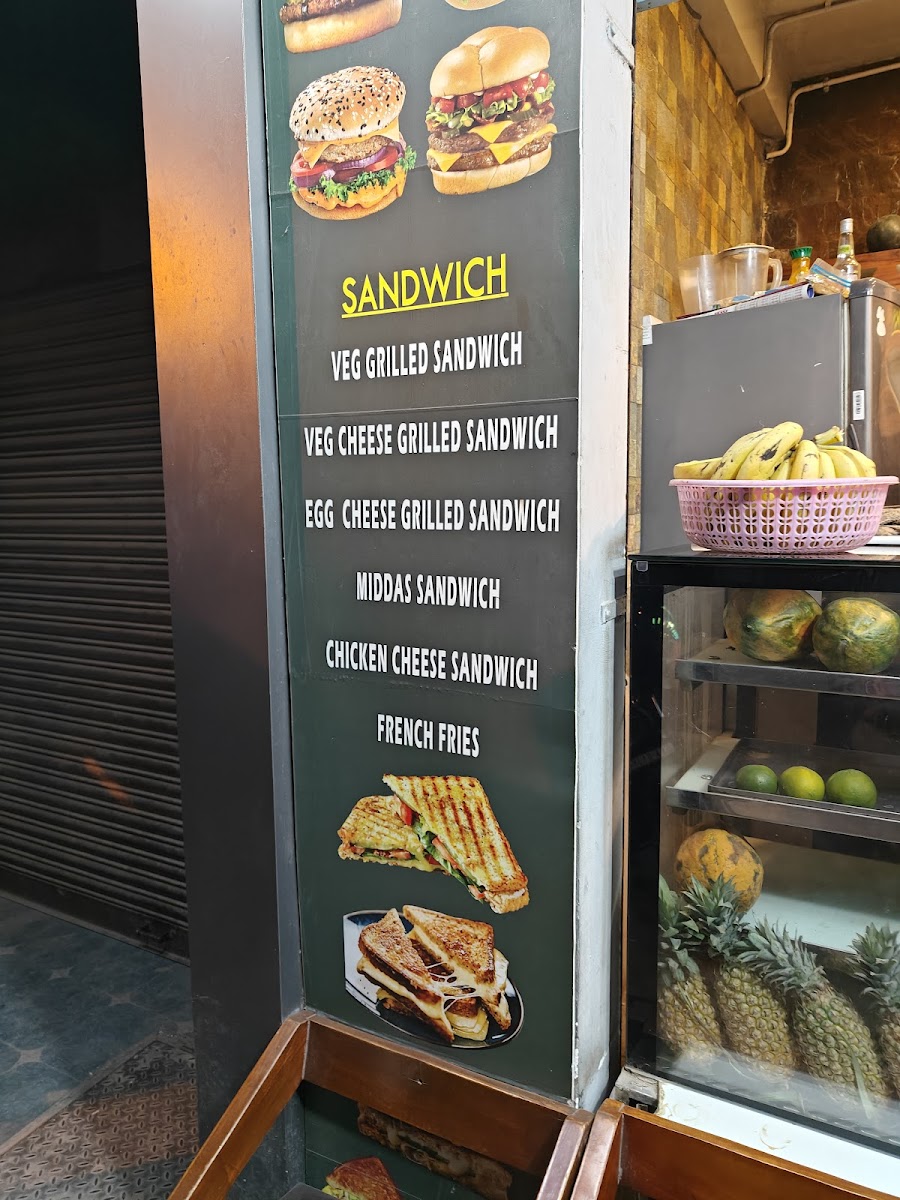 SANDWICH
VEG GRILLED SANDWICH
VEG CHEESE GRILLED SANDWICH
EGG CHEESE GRILLED SANDWICH
MIDDAS SANDWICH
CHICKEN CHEESE SANDWICH
FRENCH FRIES